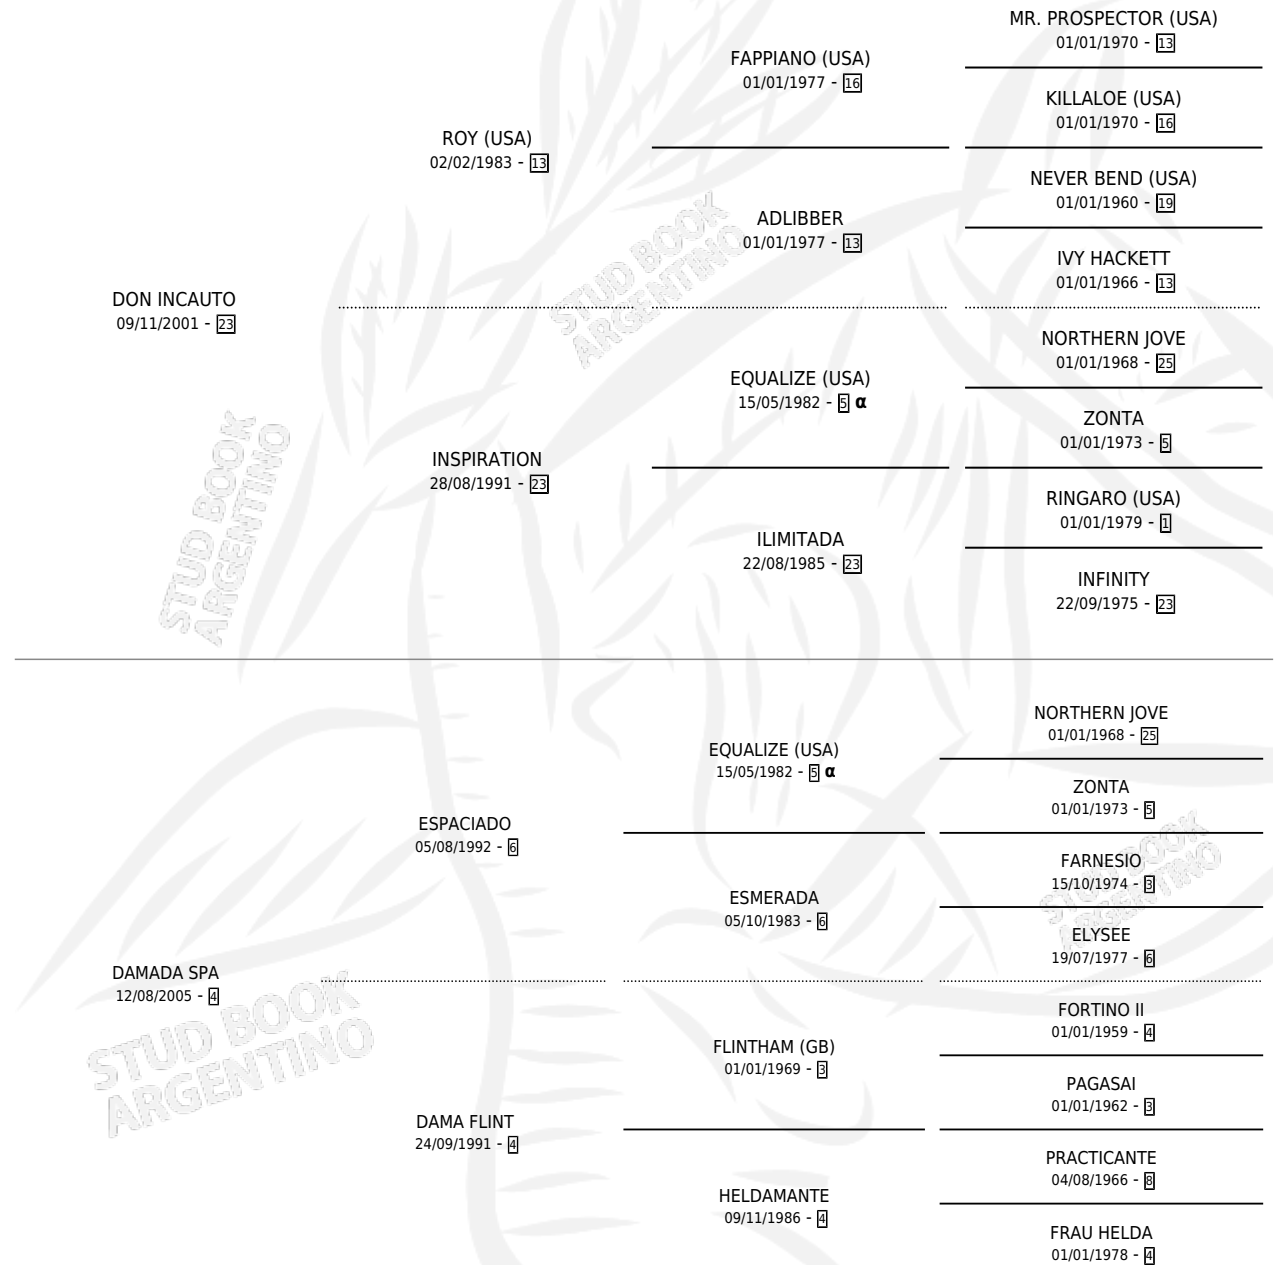 MR. PROSPECTOR (USA)
01/01/1970 - 13
FAPPIANO (USA)
01/01/1977 - 16
KILLALOE (USA)
01/01/1970 - 16
ROY (USA)
02/02/1983 - 13
NEVER BEND (USA)
01/01/1960 - 19
ADLIBBER
01/01/1977 - 13
IVY HACKETT
01/01/1966 - 13
DON INCAUTO
09/11/2001 - 23
NORTHERN JOVE
01/01/1968 - 25
EQUALIZE (USA)
15/05/1982 - 5 α
ZONTA
01/01/1973 - 5
INSPIRATION
28/08/1991 - 23
RINGARO (USA)
01/01/1979 - 1
ILIMITADA
22/08/1985 - 23
INFINITY
22/09/1975 - 23
NORTHERN JOVE
01/01/1968 - 25
EQUALIZE (USA)
15/05/1982 - 5 α
ZONTA
01/01/1973 - 5
ESPACIADO
05/08/1992 - 6
FARNESIO
15/10/1974 - 3
ESMERADA
05/10/1983 - 6
ELYSEE
19/07/1977 - 6
DAMADA SPA
12/08/2005 - 4
FORTINO II
01/01/1959 - 4
FLINTHAM (GB)
01/01/1969 - 3
PAGASAI
01/01/1962 - 3
DAMA FLINT
24/09/1991 - 4
PRACTICANTE
04/08/1966 - 8
HELDAMANTE
09/11/1986 - 4
FRAU HELDA
01/01/1978 - 4
STUD BOOK
ARGENTINO
STUD BOOK
ARGENTINO
STUD BOOK
ARGENTINO
STUD BOOK
ARGENTINO